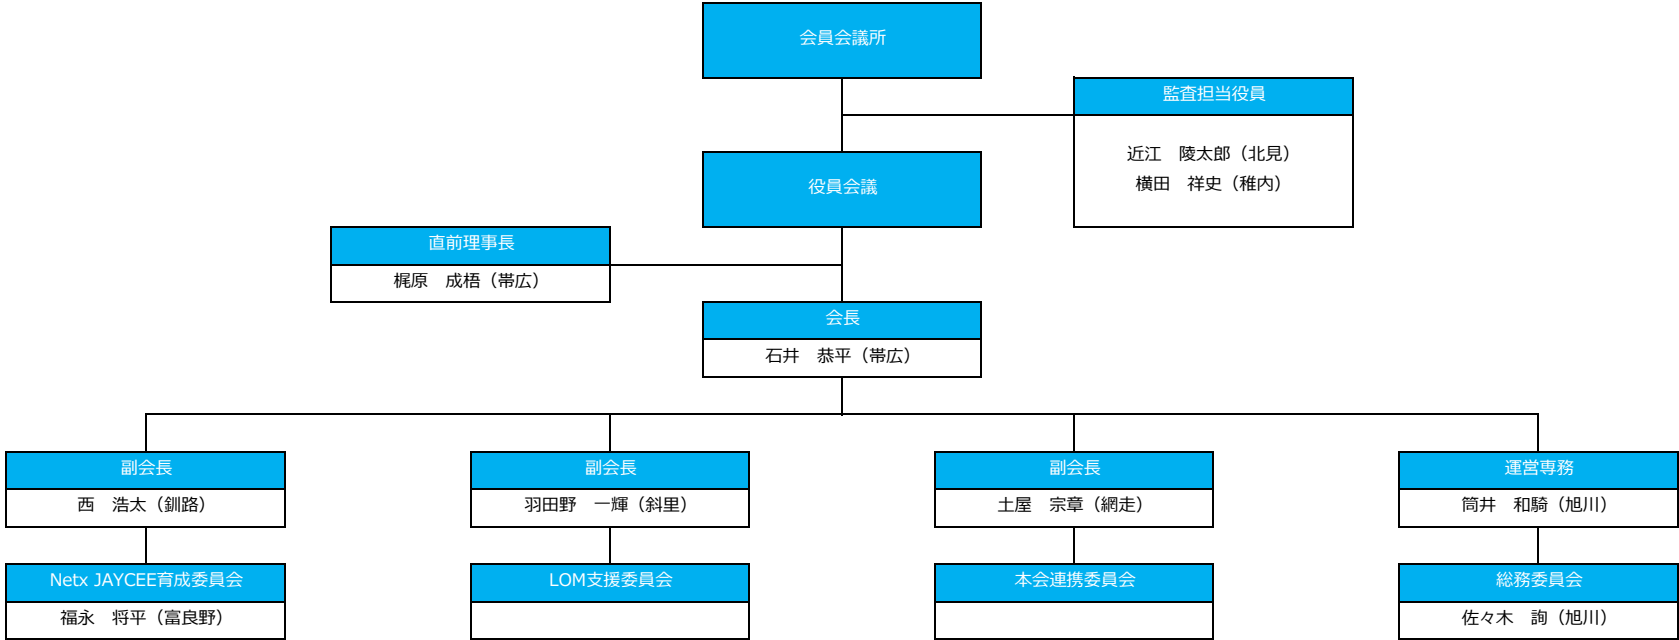 会員会議所
監査担当役員
近江　陵太郎（北見）
横田　祥史（稚内）
役員会議
直前理事長
梶原　成梧（帯広）
会長
石井　恭平（帯広）
副会長
西　浩太（釧路）
副会長
羽田野　一輝（斜里）
副会長
土屋　宗章（網走）
運営専務
筒井　和騎（旭川）
Netx JAYCEE育成委員会
福永　将平（富良野）
LOM支援委員会
本会連携委員会
総務委員会
佐々木　詢（旭川）